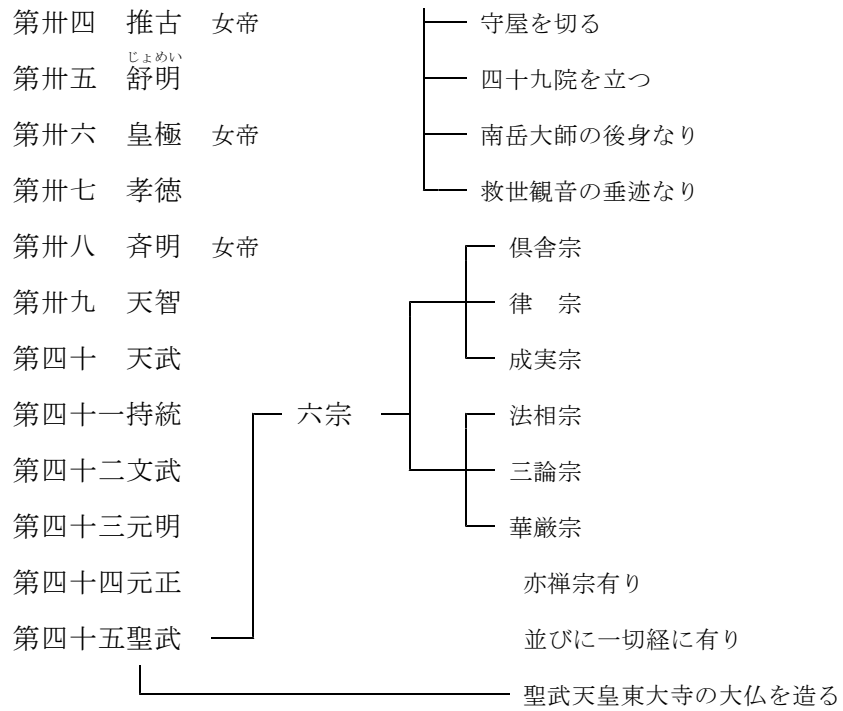 第卅四　推古　女帝　守屋を切る
第卅五　舒明　四十九院を立つ
じょめい
第卅六　皇極　女帝　南岳大師の後身なり
第卅七　孝徳　救世観音の垂迹なり
第卅八　斉明　女帝　倶舎宗
第卅九　天智　律　宗
第四十　天武　成実宗
第四十一持統　六宗　法相宗
第四十二文武　三論宗
第四十三元明　華厳宗
第四十四元正　亦禅宗有り
第四十五聖武　並びに一切経に有り
聖武天皇東大寺の大仏を造る